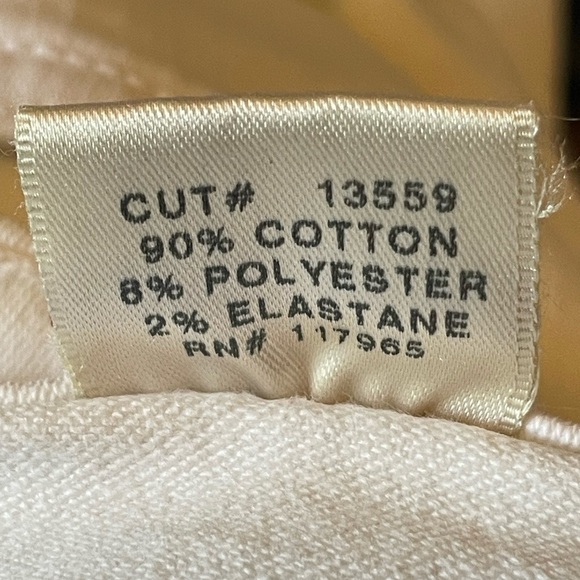 CUT# 13559
90% COTTON
8% POLYESTER
2% ELASTANE
RN# 117965